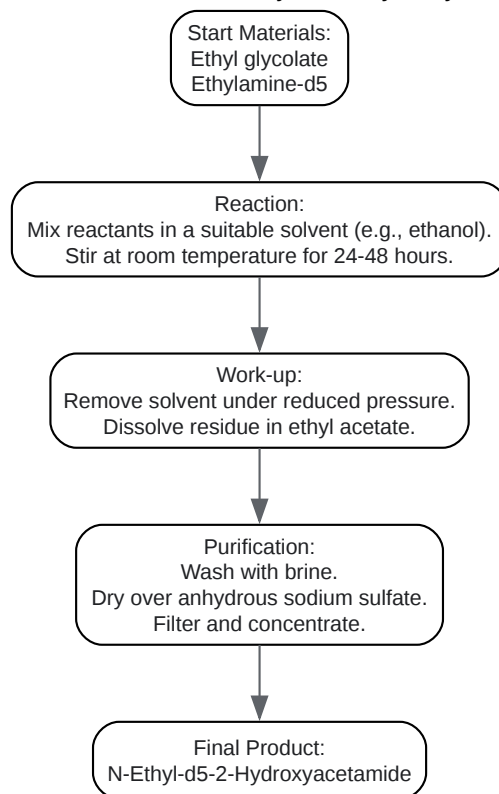 Start Materials:
Ethyl glycolate
Ethylamine-d5
Reaction:
Mix reactants in a suitable solvent (e.g., ethanol).
Stir at room temperature for 24-48 hours.
Work-up:
Remove solvent under reduced pressure.
Dissolve residue in ethyl acetate.
Purification:
Wash with brine.
Dry over anhydrous sodium sulfate.
Filter and concentrate.
Final Product:
N-Ethyl-d5-2-Hydroxyacetamide